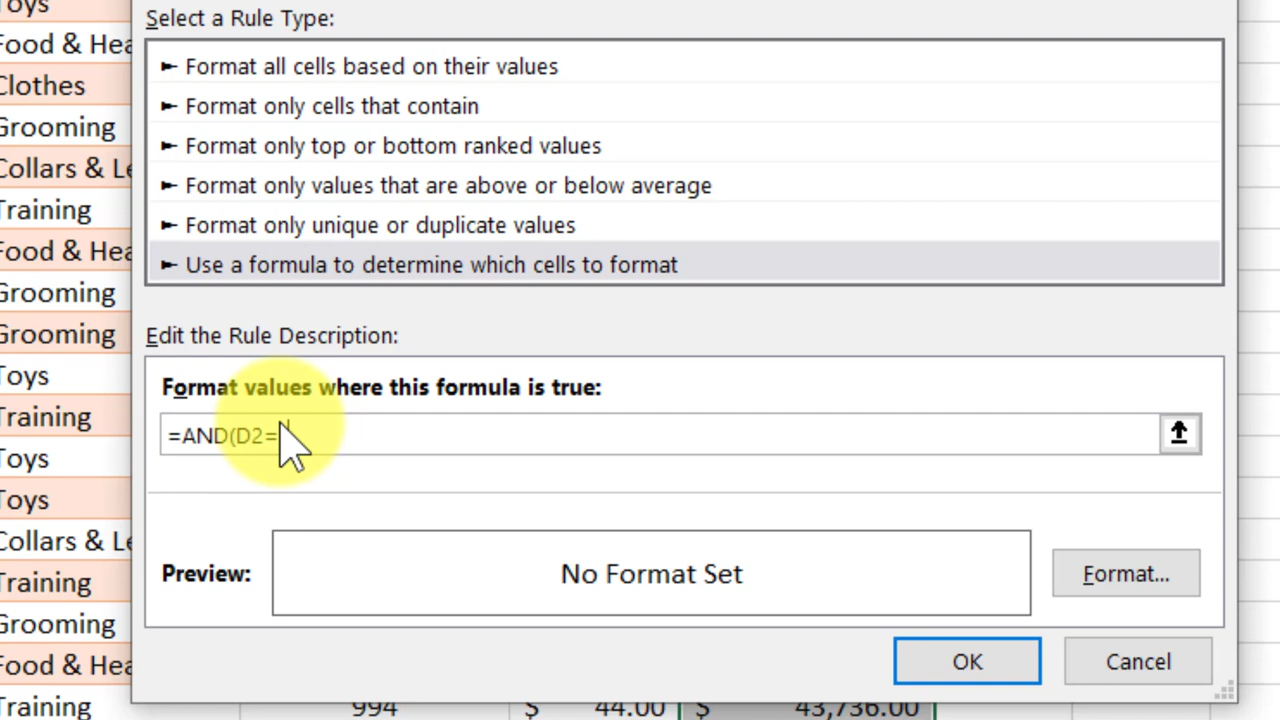 Toys
Select a Rule Type:
Food & Hea
► Format all cells based on their values
Clothes
► Format only cells that contain
Grooming
► Format only top or bottom ranked values
Collars & Le
► Format only values that are above or below average
Training
► Format only unique or duplicate values
Food & Hea
► Use a formula to determine which cells to format
Grooming
Grooming
Edit the Rule Description:
Toys
Format values where this formula is true:
Training
=AND(D2=
Toys
Toys
Collars & Le
Training
Preview:
No Format Set
Format...
Grooming
Food & Hea
OK
Cancel
Training 994 $ 44.00 $ 43,736.00